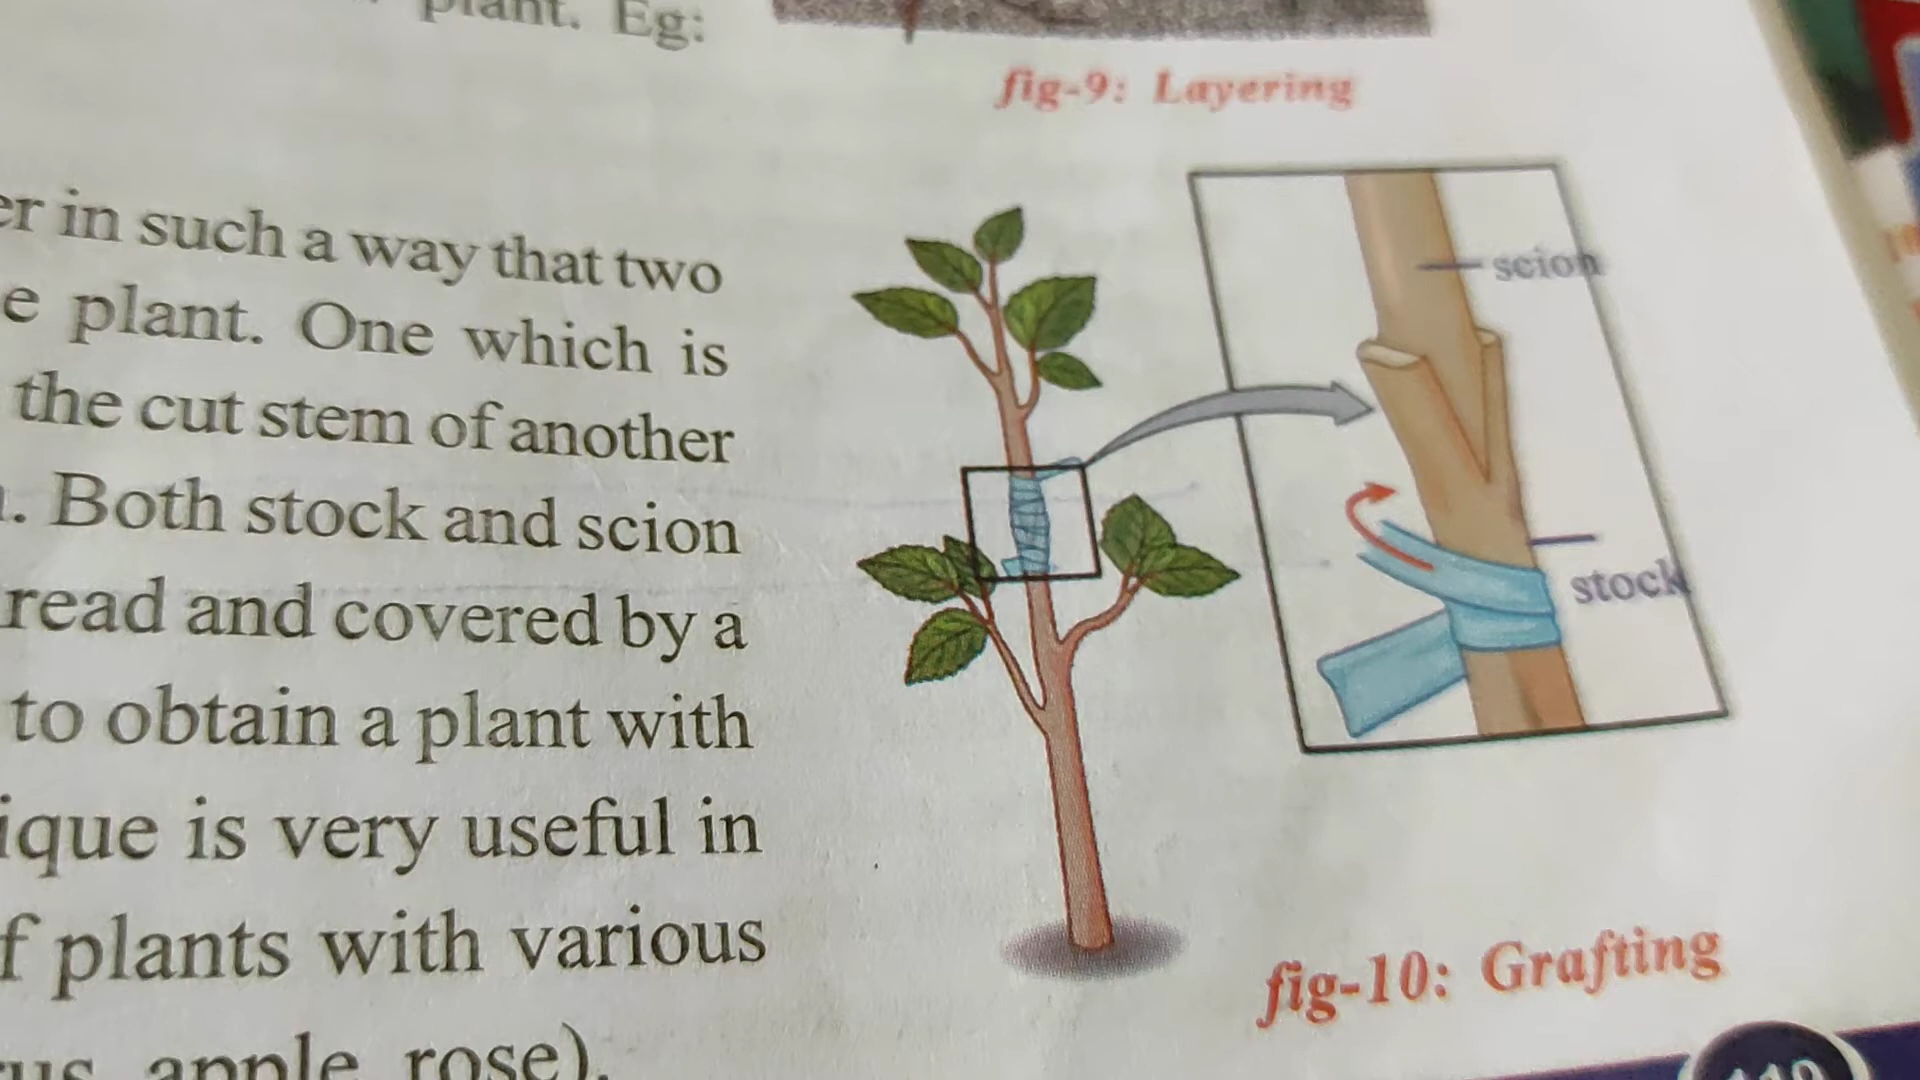 plant. Eg:
fig-9: Layering
er in such a way that two
e plant. One which is
the cut stem of another
. Both stock and scion
read and covered by a
to obtain a plant with
ique is very useful in
f plants with various
rus, apple, rose).
scion
stock
fig-10: Grafting